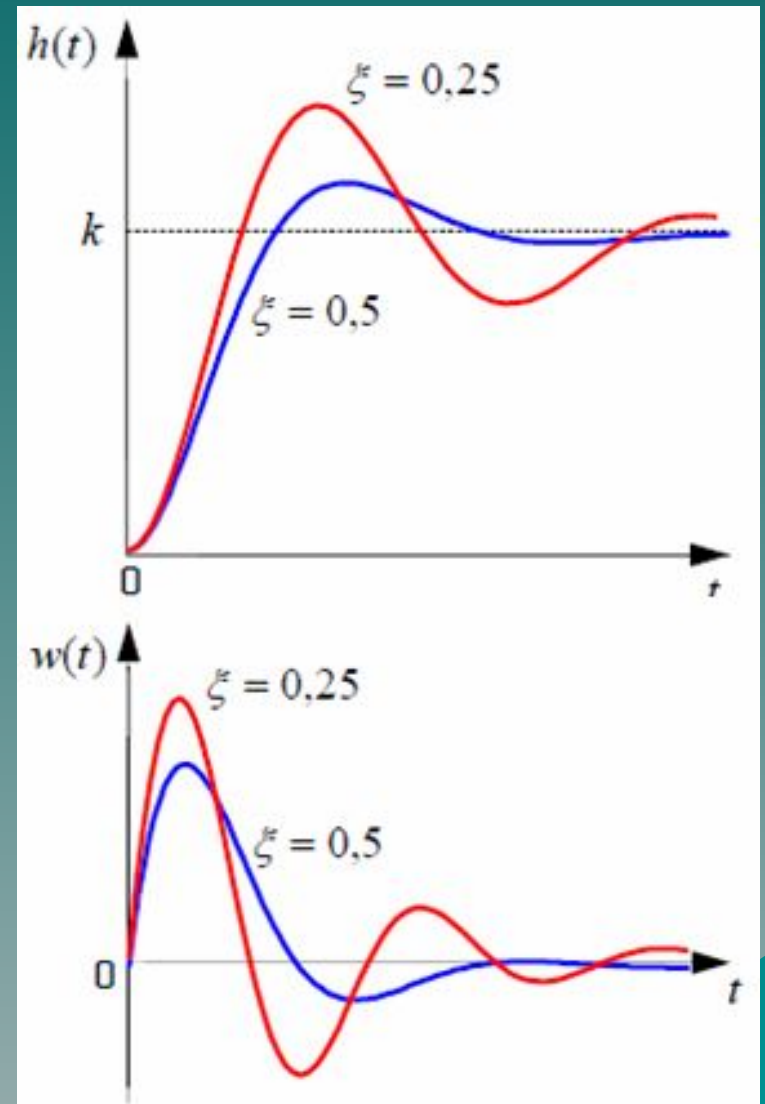 h(t)
ξ = 0,25
k
ξ = 0,5
0
t
w(t)
ξ = 0,25
ξ = 0,5
0
t